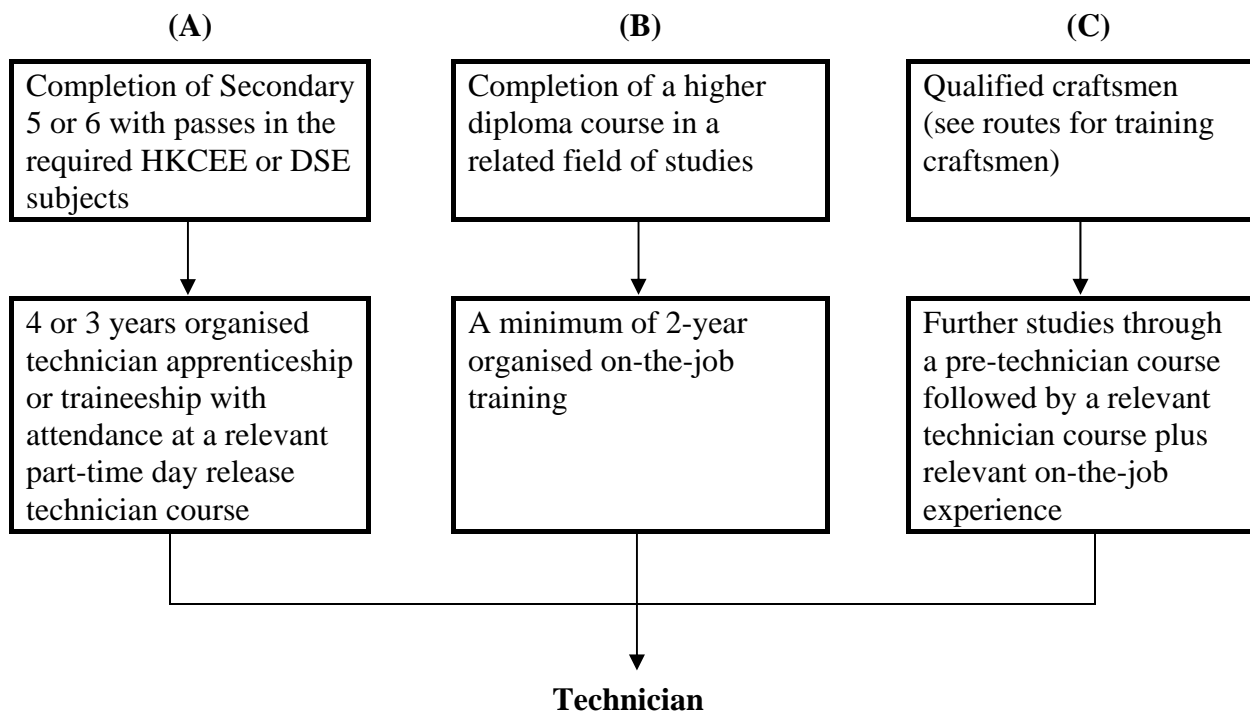 (A)
Completion of Secondary
5 or 6 with passes in the
required HKCEE or DSE
subjects
4 or 3 years organised
technician apprenticeship
or traineeship with
attendance at a relevant
part-time day release
technician course
(B)
Completion of a higher
diploma course in a
related field of studies
A minimum of 2-year
organised on-the-job
training
(C)
Qualified craftsmen
(see routes for training
craftsmen)
Further studies through
a pre-technician course
followed by a relevant
technician course plus
relevant on-the-job
experience
Technician